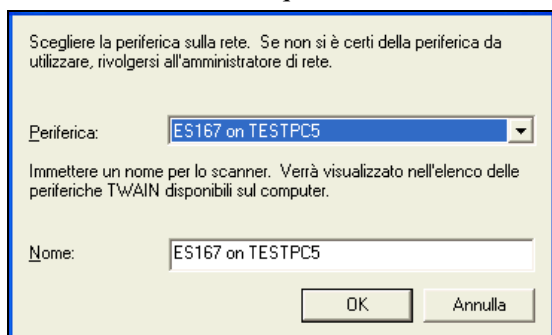 Scegliere la periferica sulla rete. Se non si è certi della periferica da
utilizzare, rivolgersi all'amministratore di rete.
Periferica: ES167 on TESTPC5
Immettere un nome per lo scanner. Verrà visualizzato nell'elenco delle
periferiche TWAIN disponibili sul computer.
Nome: ES167 on TESTPC5
OK Annulla